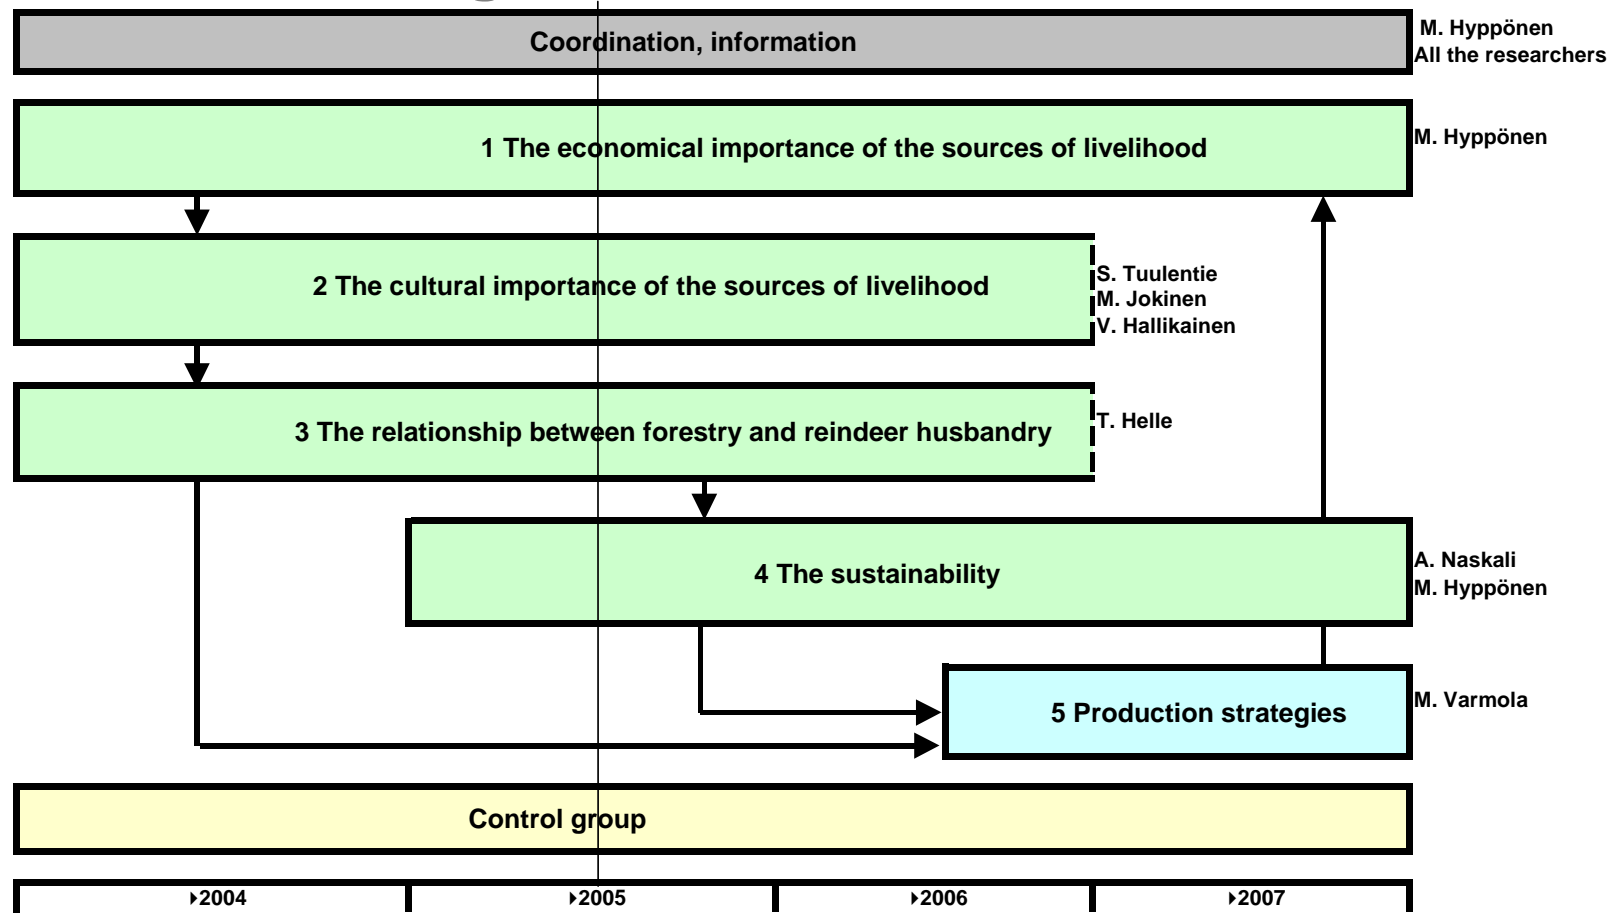 Coordination, information
M. Hyppönen
All the researchers
1 The economical importance of the sources of livelihood
M. Hyppönen
2 The cultural importance of the sources of livelihood
S. Tuulentie
M. Jokinen
V. Hallikainen
3 The relationship between forestry and reindeer husbandry
T. Helle
4 The sustainability
A. Naskali
M. Hyppönen
5 Production strategies
M. Varmola
Control group
2004
2005
2006
2007